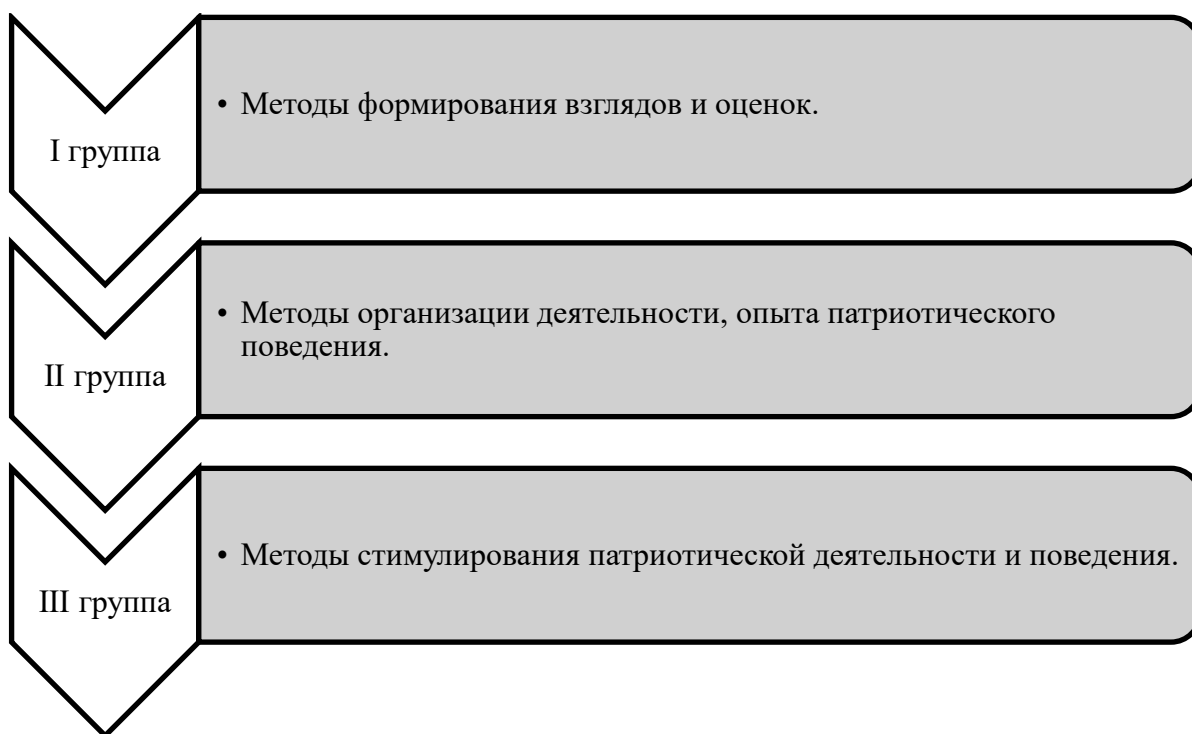 I группа
• Методы формирования взглядов и оценок.
II группа
• Методы организации деятельности, опыта патриотического
поведения.
III группа
• Методы стимулирования патриотической деятельности и поведения.